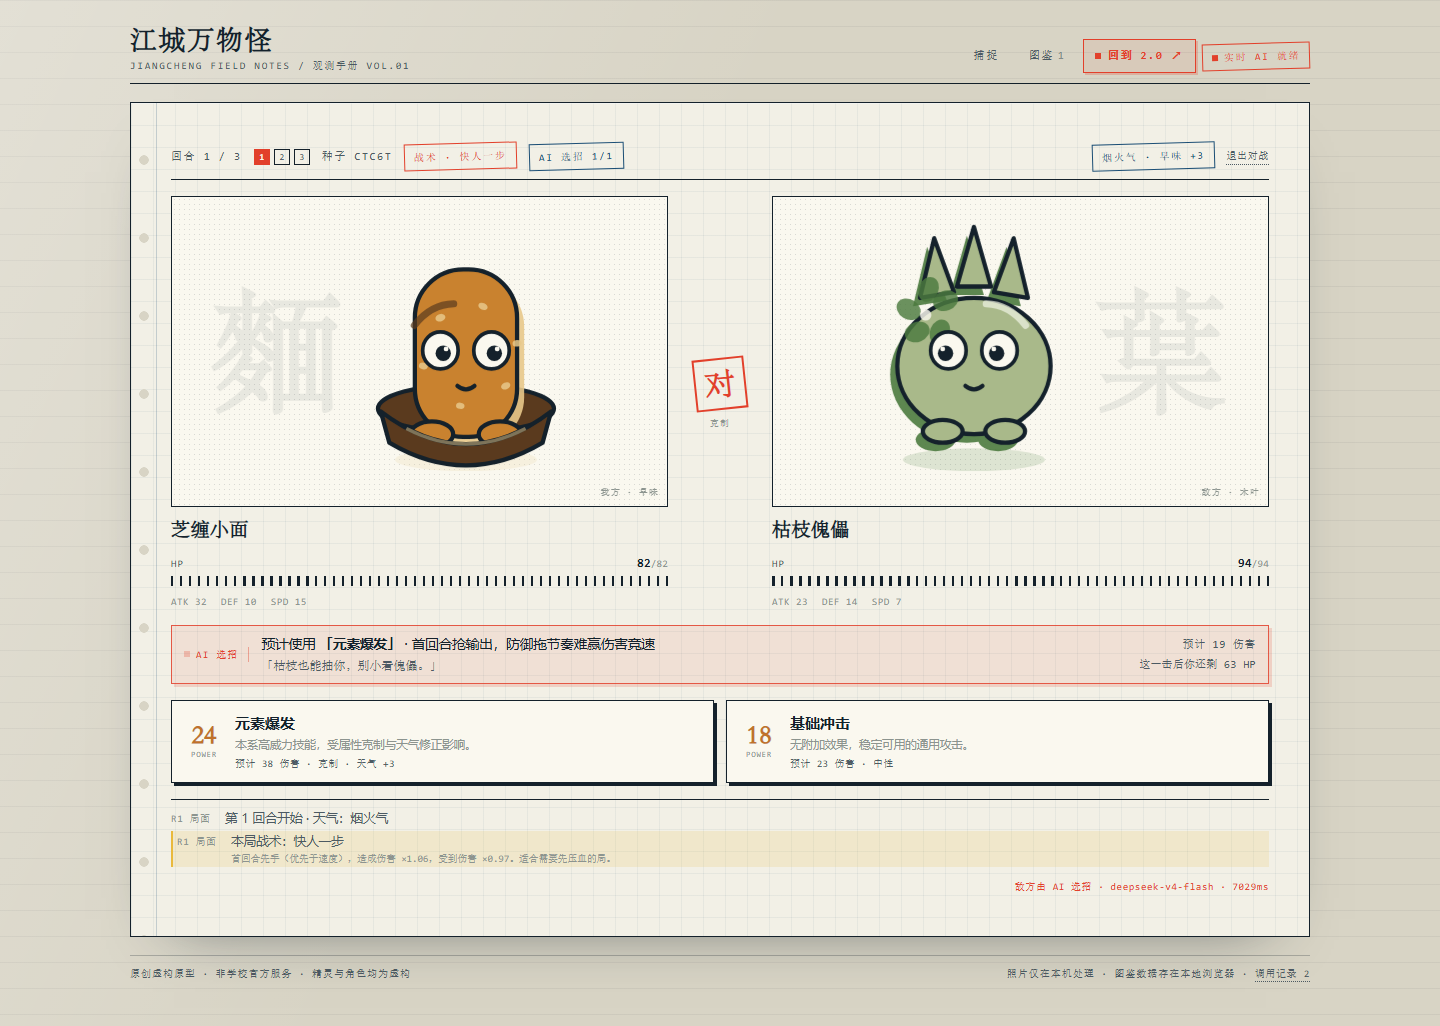 江城万物怪
JIANGCHENG FIELD NOTES / 观测手册 VOL.01
捕捉
图鉴 1
回到 2.0 ↗
实时 AI 就绪
回合 1 / 3
1 2 3
种子 CTC6T
战术 · 快人一步
AI 选招 1/1
烟火气 · 早味 +3
退出对战
麵
我方 · 早味
对
克制
葉
敌方 · 木叶
芝缠小面
HP
82/82
ATK 32 DEF 10 SPD 15
枯枝傀儡
HP
94/94
ATK 23 DEF 14 SPD 7
AI 选招
预计使用「元素爆发」· 首回合抢输出，防御拖节奏难赢伤害竞速
「枯枝也能抽你，别小看傀儡。」
预计 19 伤害
这一击后你还剩 63 HP
24
POWER
元素爆发
本系高威力技能，受属性克制与天气修正影响。
预计 38 伤害 · 克制 · 天气 +3
18
POWER
基础冲击
无附加效果，稳定可用的通用攻击。
预计 23 伤害 · 中性
R1 局面 第 1 回合开始 · 天气：烟火气
R1 局面 本局战术：快人一步
首回合先手（优先于速度），造成伤害 ×1.06，受到伤害 ×0.97。适合需要先压血的局。
敌方由 AI 选招 · deepseek-v4-flash · 7029ms
原创虚构原型 · 非学校官方服务 · 精灵与角色均为虚构
照片仅在本机处理 · 图鉴数据存在本地浏览器 · 调用记录 2